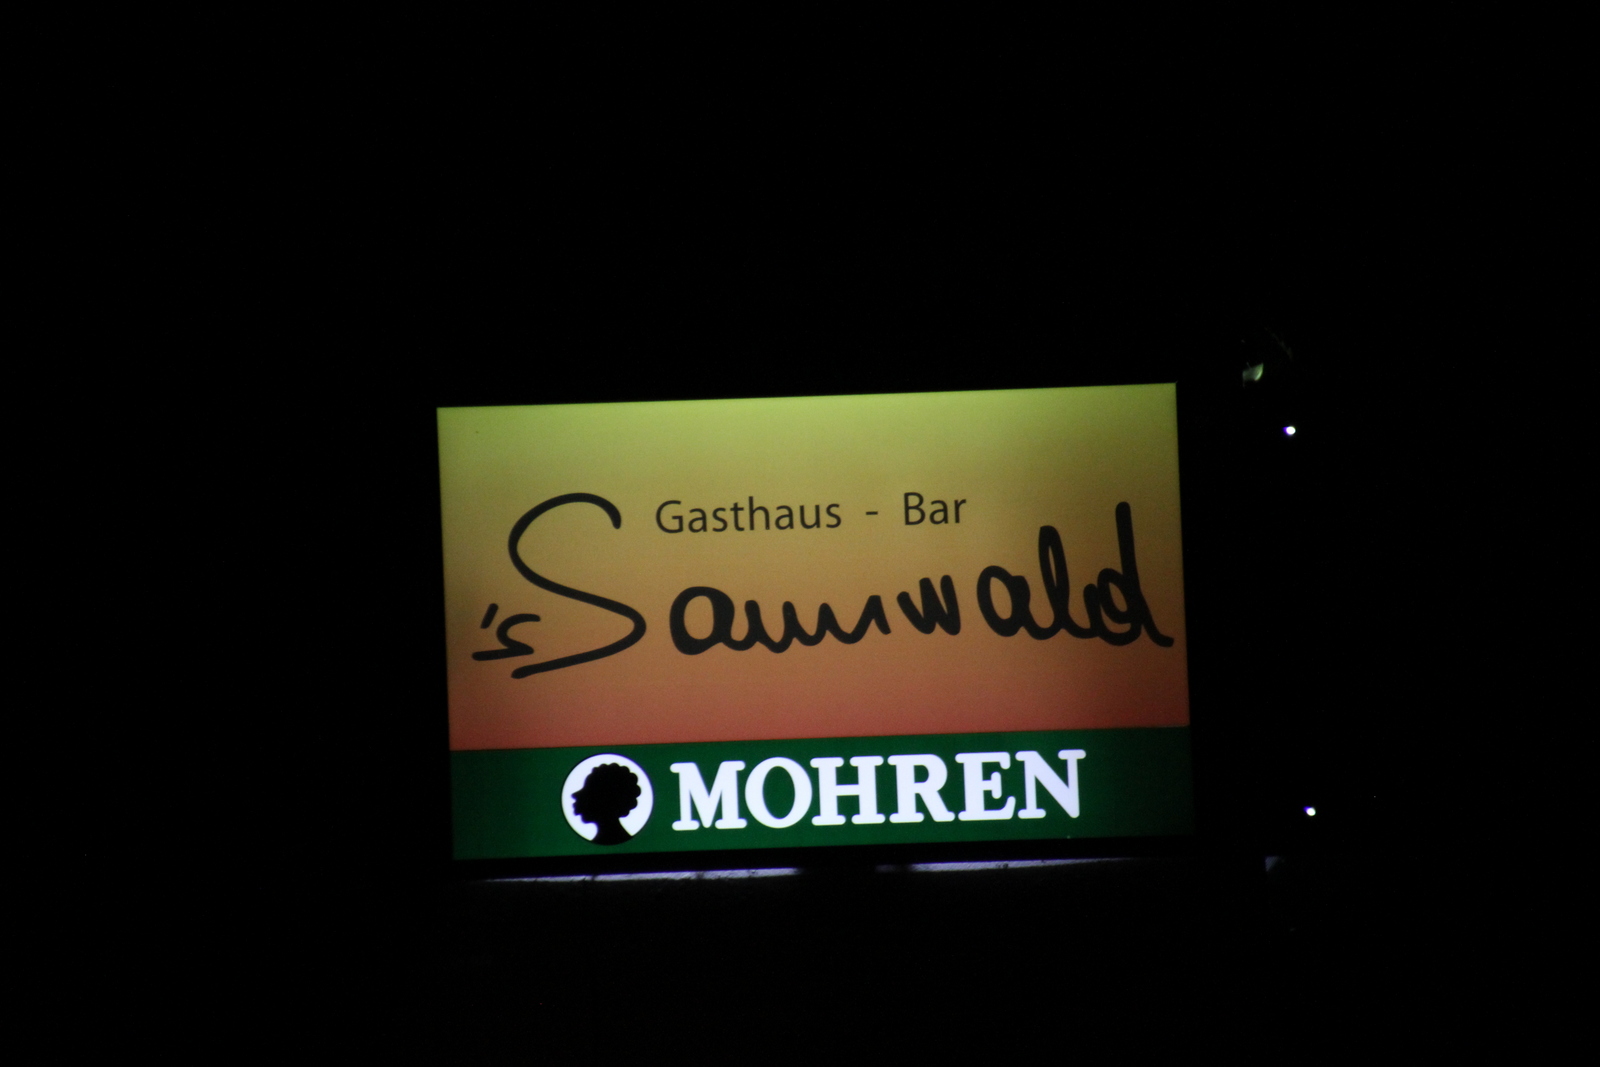 Gasthaus - Bar
's Sannwald
MOHREN